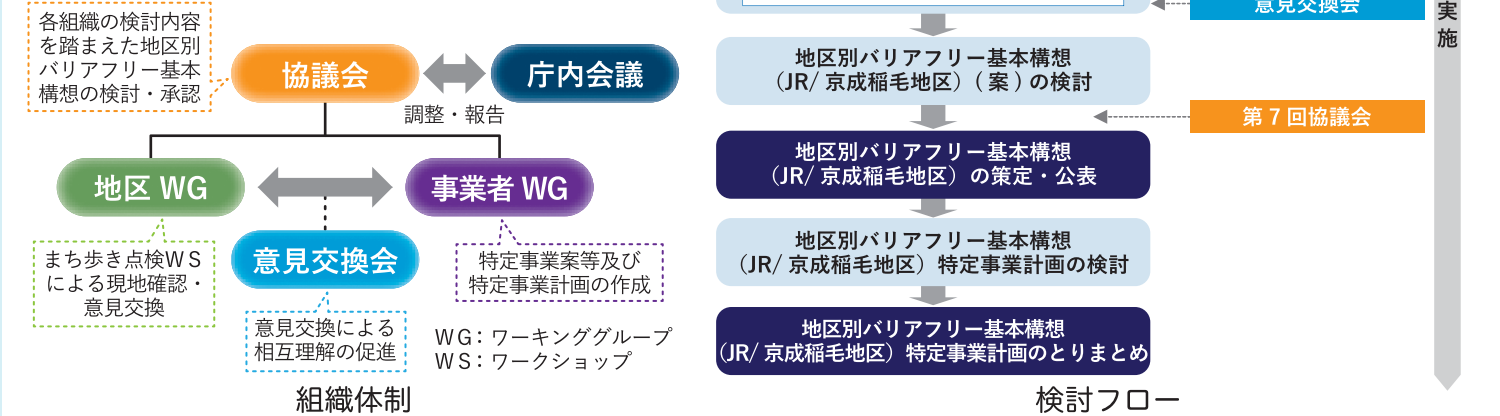 各組織の検討内容
を踏まえた地区別
バリアフリー基本
構想の検討・承認
協議会
庁内会議
調整・報告
地区 WG
事業者 WG
意見交換会
まち歩き点検ＷＳ
による現地確認・
意見交換
特定事業案等及び
特定事業計画の作成
意見交換による
相互理解の促進
ＷＧ：ワーキンググループ
ＷＳ：ワークショップ
組織体制
意見交換会
地区別バリアフリー基本構想
（JR/ 京成稲毛地区）( 案 ) の検討
第 7 回協議会
地区別バリアフリー基本構想
（JR/ 京成稲毛地区）の策定・公表
地区別バリアフリー基本構想
（JR/ 京成稲毛地区）特定事業計画の検討
地区別バリアフリー基本構想
（JR/ 京成稲毛地区）特定事業計画のとりまとめ
検討フロー
実施